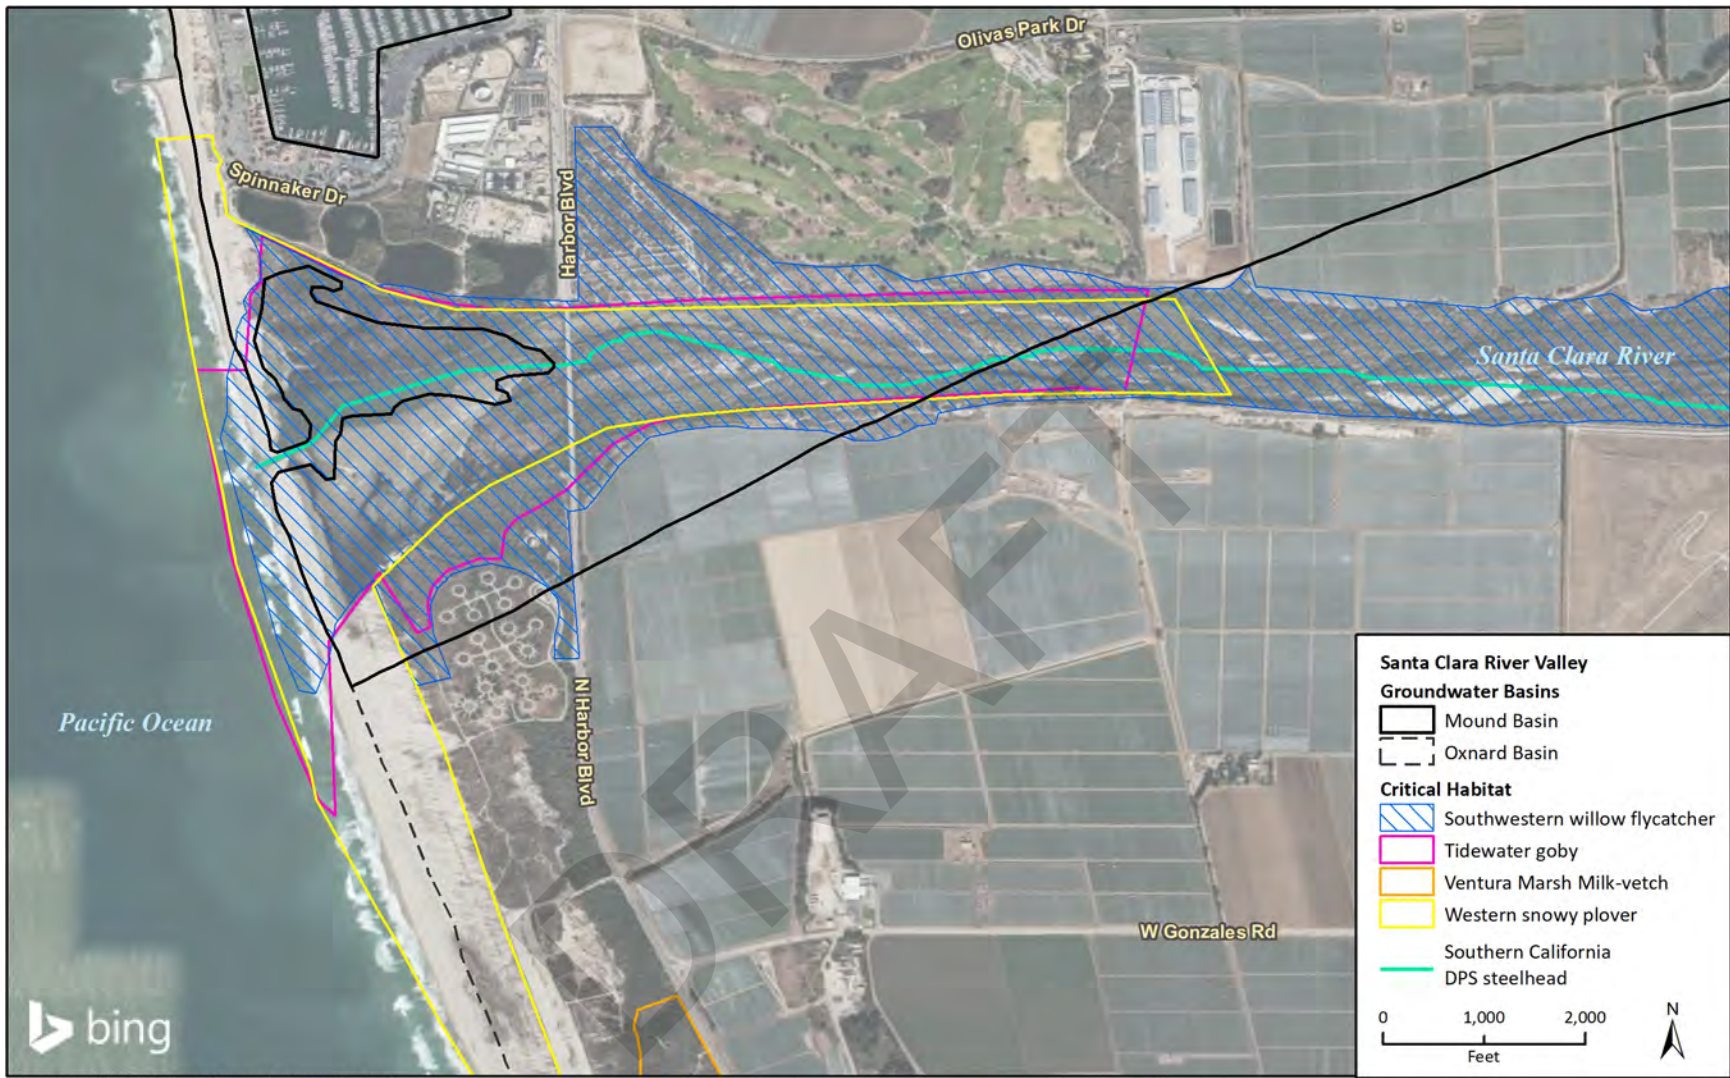 Olivas Park Dr
Spinnaker Dr
Harbor Blvd
Santa Clara River
Pacific Ocean
N Harbor Blvd
W Gonzales Rd
DRAFT
bing
Santa Clara River Valley
Groundwater Basins
Mound Basin
Oxnard Basin
Critical Habitat
Southwestern willow flycatcher
Tidewater goby
Ventura Marsh Milk-vetch
Western snowy plover
Southern California
DPS steelhead
0 1,000 2,000
Feet
N